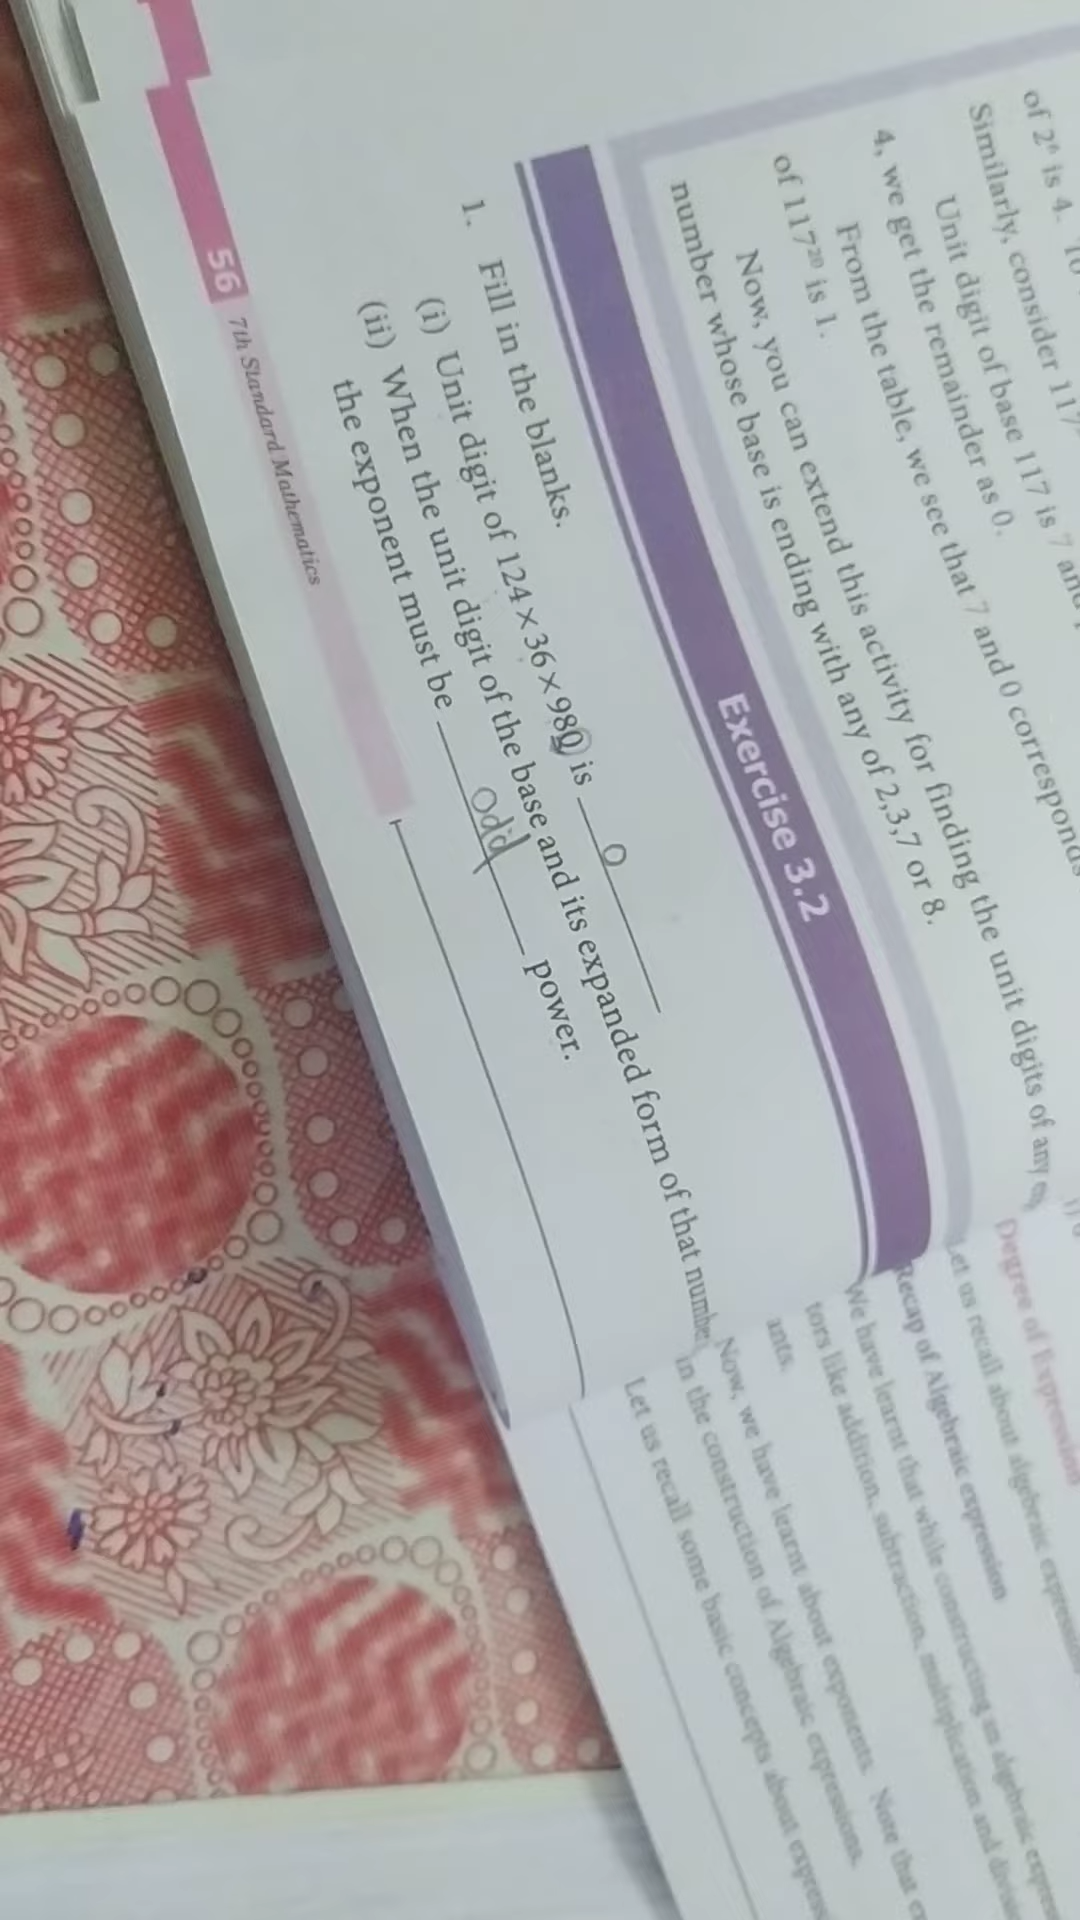 of 2⁶ is 4. To
Similarly, consider 117
Unit digit of base 117 is 7 and
4, we get the remainder as 0.
From the table, we see that 7 and 0 corresponds
of 117²⁰ is 1.
Now, you can extend this activity for finding the unit digits of any
number whose base is ending with any of 2,3,7 or 8.
Exercise 3.2
1. Fill in the blanks.
(i) Unit digit of 124 × 36 × 980 is 0
(ii) When the unit digit of the base and its expanded form of that numbe
the exponent must be Odd power.
56 7th Standard Mathematics
Degree of Expression
Let us recall about algebraic expression
Recap of Algebraic expression
We have learnt that while constructing an algebraic expres
tors like addition, subtraction, multiplication and divisi
ants.
Now, we have learnt about exponents. Note that ex
in the construction of Algebraic expressions.
Let us recall some basic concepts about express